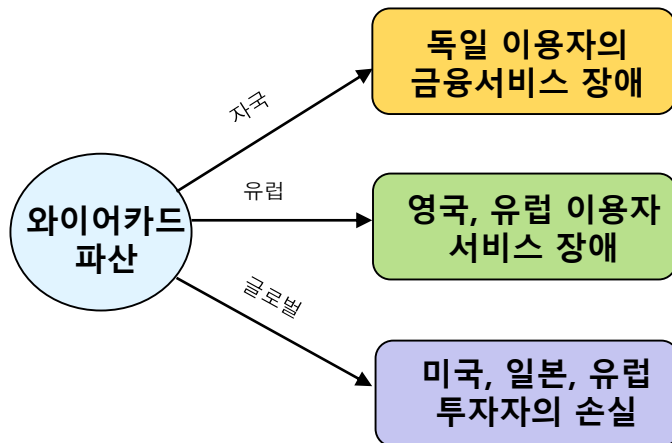 독일 이용자의
금융서비스 장애
자국
유럽
와이어카드
파산
영국, 유럽 이용자
서비스 장애
글로벌
미국, 일본, 유럽
투자자의 손실